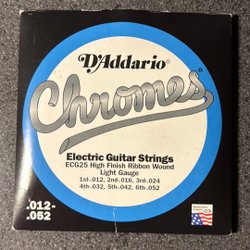 D'Addario
Chromes
Electric Guitar Strings
ECG25 High Finish Ribbon Wound
Light Gauge
1st-.012, 2nd-.016, 3rd-.024
4th-.032, 5th-.042, 6th-.052
.012-
.052